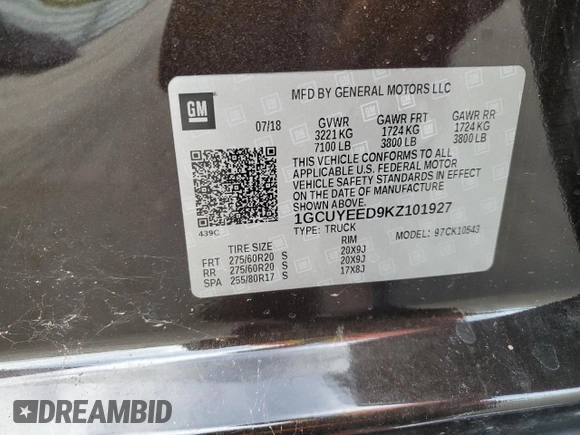 GM
MFD BY GENERAL MOTORS LLC
07/18 GVWR GAWR FRT GAWR RR
3221 KG 1724 KG 1724 KG
7100 LB 3800 LB 3800 LB
THIS VEHICLE CONFORMS TO ALL
APPLICABLE U.S. FEDERAL MOTOR
VEHICLE SAFETY STANDARDS IN EFFECT
ON THE DATE OF MANUFACTURE
SHOWN ABOVE.
1GCUYEED9KZ101927
439C TYPE: TRUCK MODEL: 97CK10543
TIRE SIZE RIM
FRT 275/60R20 S 20X9J
RR 275/60R20 S 20X9J
SPA 255/80R17 S 17X8J
DREAMBID